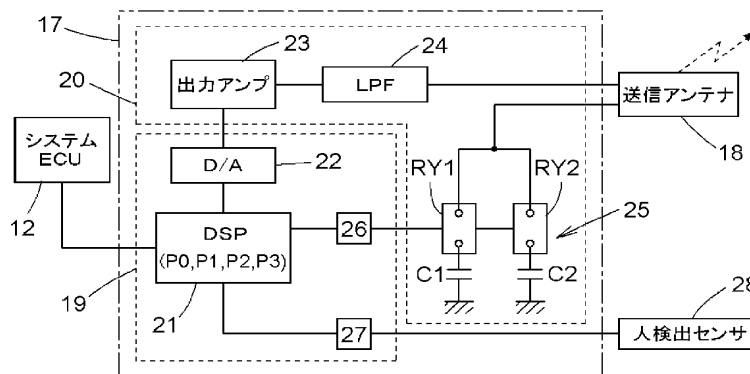 17
23
24
出力アンプ
LPF
20
送信アンテナ
システム
ECU
D/A
22
18
RY1
RY2
12
DSP
(P0,P1,P2,P3)
26
25
19
C1
C2
21
28
27
人検出センサ